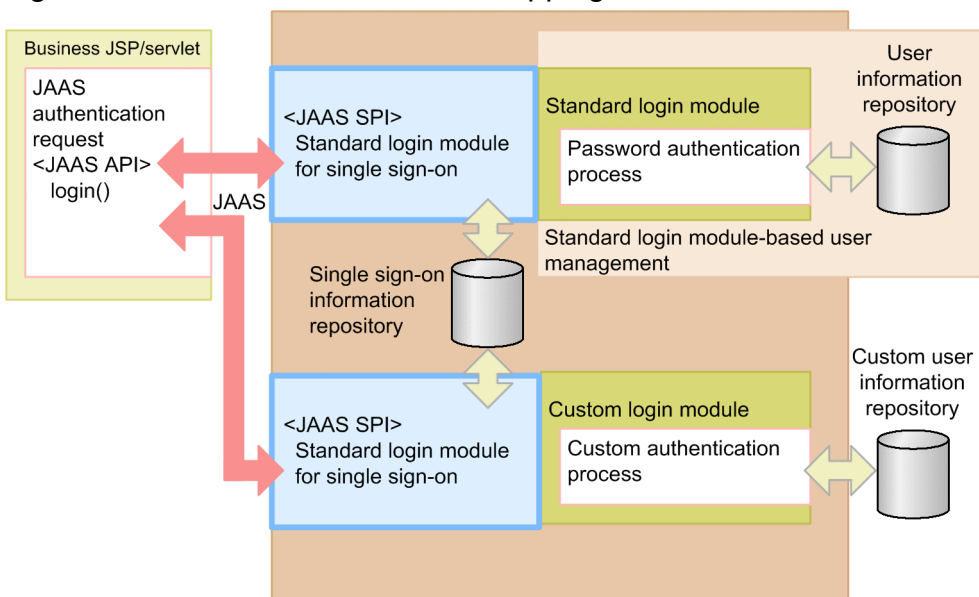 Business JSP/servlet
JAAS
authentication
request
<JAAS API>
login()
JAAS
<JAAS SPI>
Standard login module
for single sign-on
Standard login module
Password authentication
process
User
information
repository
Standard login module-based user
management
Single sign-on
information
repository
<JAAS SPI>
Standard login module
for single sign-on
Custom login module
Custom authentication
process
Custom user
information
repository